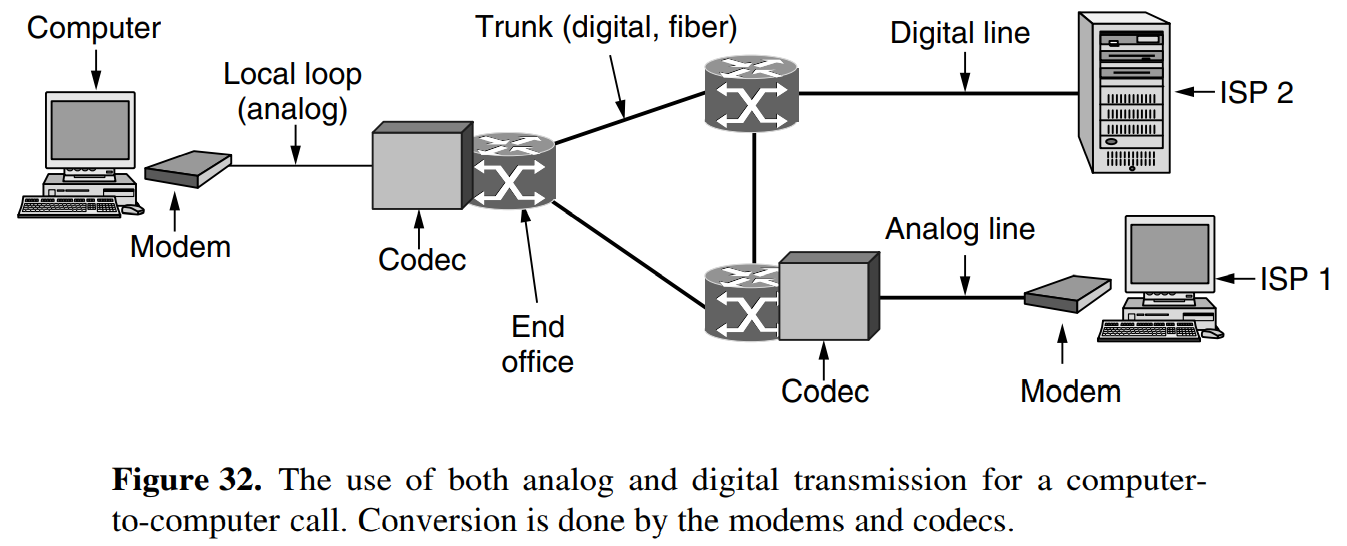 Computer
Trunk (digital, fiber)
Digital line
Local loop
(analog)
ISP 2
Modem
Codec
Analog line
ISP 1
End
office
Codec
Modem
Figure 32. The use of both analog and digital transmission for a computer-
to-computer call. Conversion is done by the modems and codecs.